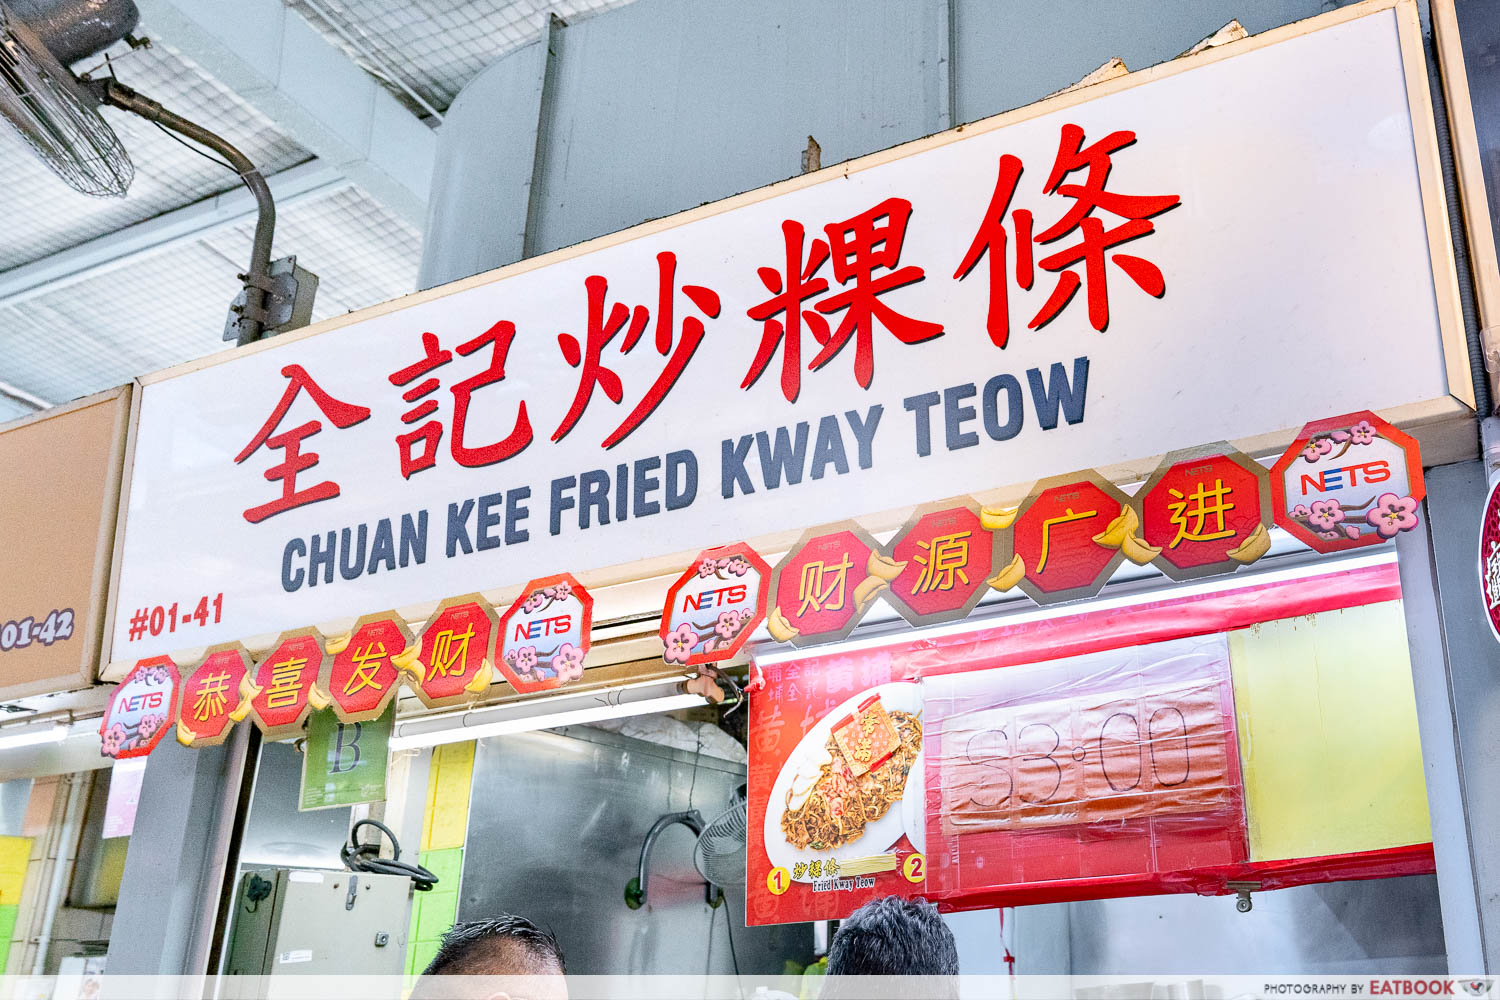 全記炒粿條
CHUAN KEE FRIED KWAY TEOW
#01-41
01-42
NETS 恭喜发财 NETS
NETS 财源广进 NETS
B
$3.00
炒粿條
1 Fried Kway Teow 2
PHOTOGRAPHY BY EATBOOK